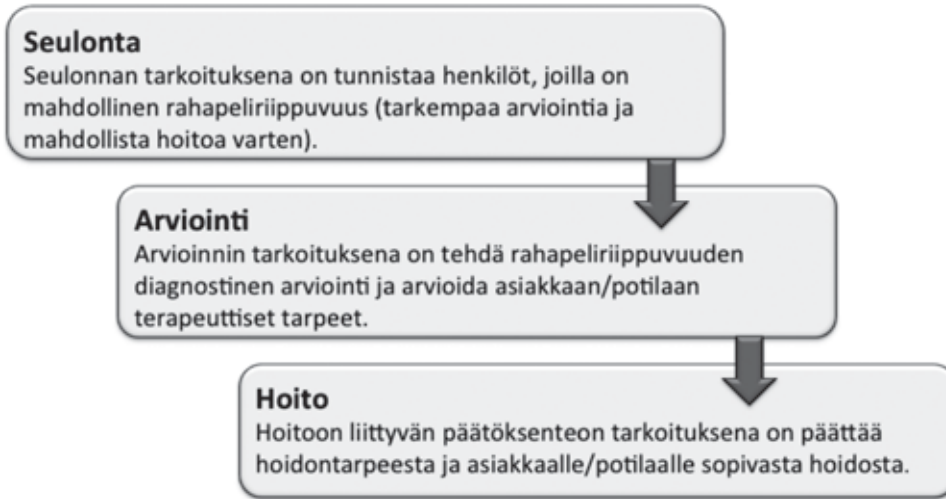 Seulonta
Seulonnan tarkoituksena on tunnistaa henkilöt, joilla on
mahdollinen rahapeliriippuvuus (tarkempaa arviointia ja
mahdollista hoitoa varten).
Arviointi
Arvioinnin tarkoituksena on tehdä rahapeliriippuvuuden
diagnostinen arviointi ja arvioida asiakkaan/potilaan
terapeuttiset tarpeet.
Hoito
Hoitoon liittyvän päätöksenteon tarkoituksena on päättää
hoidontarpeesta ja asiakkaalle/potilaalle sopivasta hoidosta.